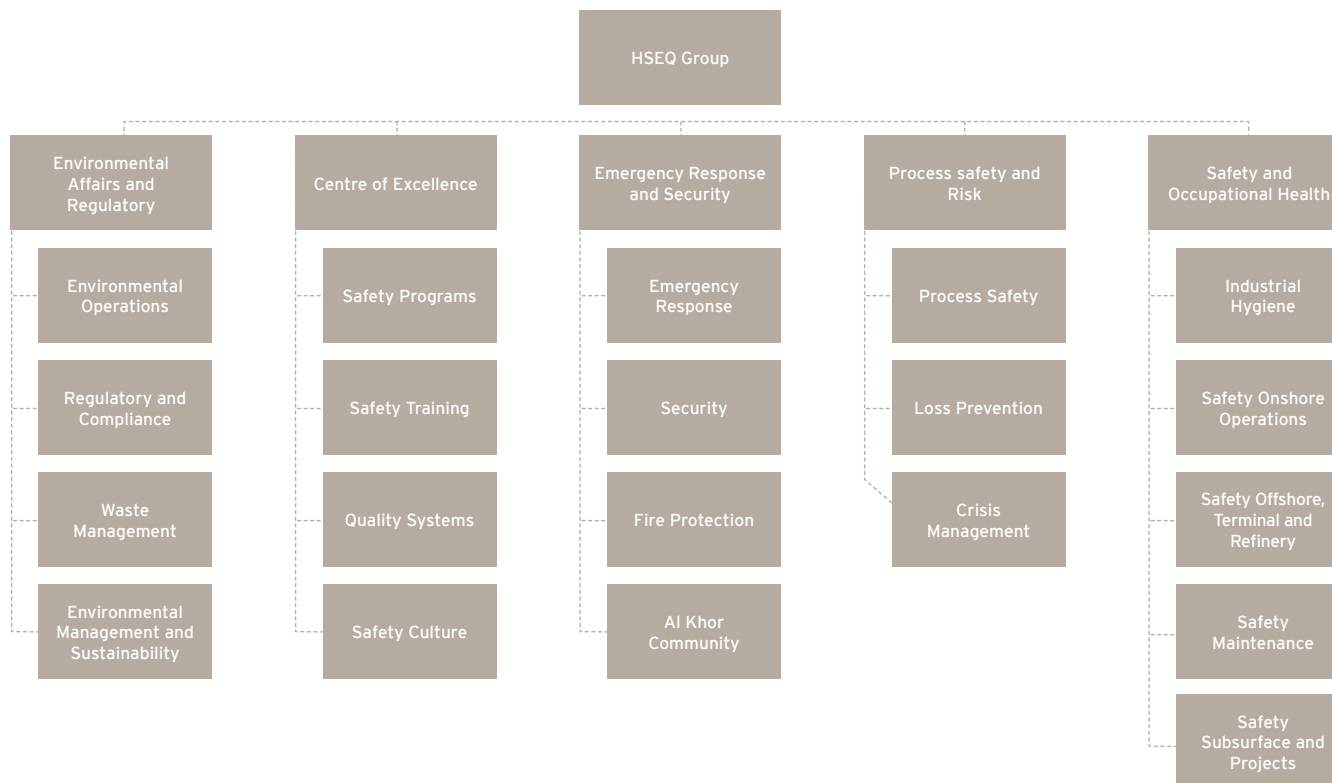 HSEQ Group
Environmental
Affairs and
Regulatory
Environmental
Operations
Regulatory and
Compliance
Waste
Management
Environmental
Management and
Sustainability
Centre of Excellence
Safety Programs
Safety Training
Quality Systems
Safety Culture
Emergency Response
and Security
Emergency
Response
Security
Fire Protection
Al Khor
Community
Process safety and
Risk
Process Safety
Loss Prevention
Crisis
Management
Safety and
Occupational Health
Industrial
Hygiene
Safety Onshore
Operations
Safety Offshore,
Terminal and
Refinery
Safety
Maintenance
Safety
Subsurface and
Projects